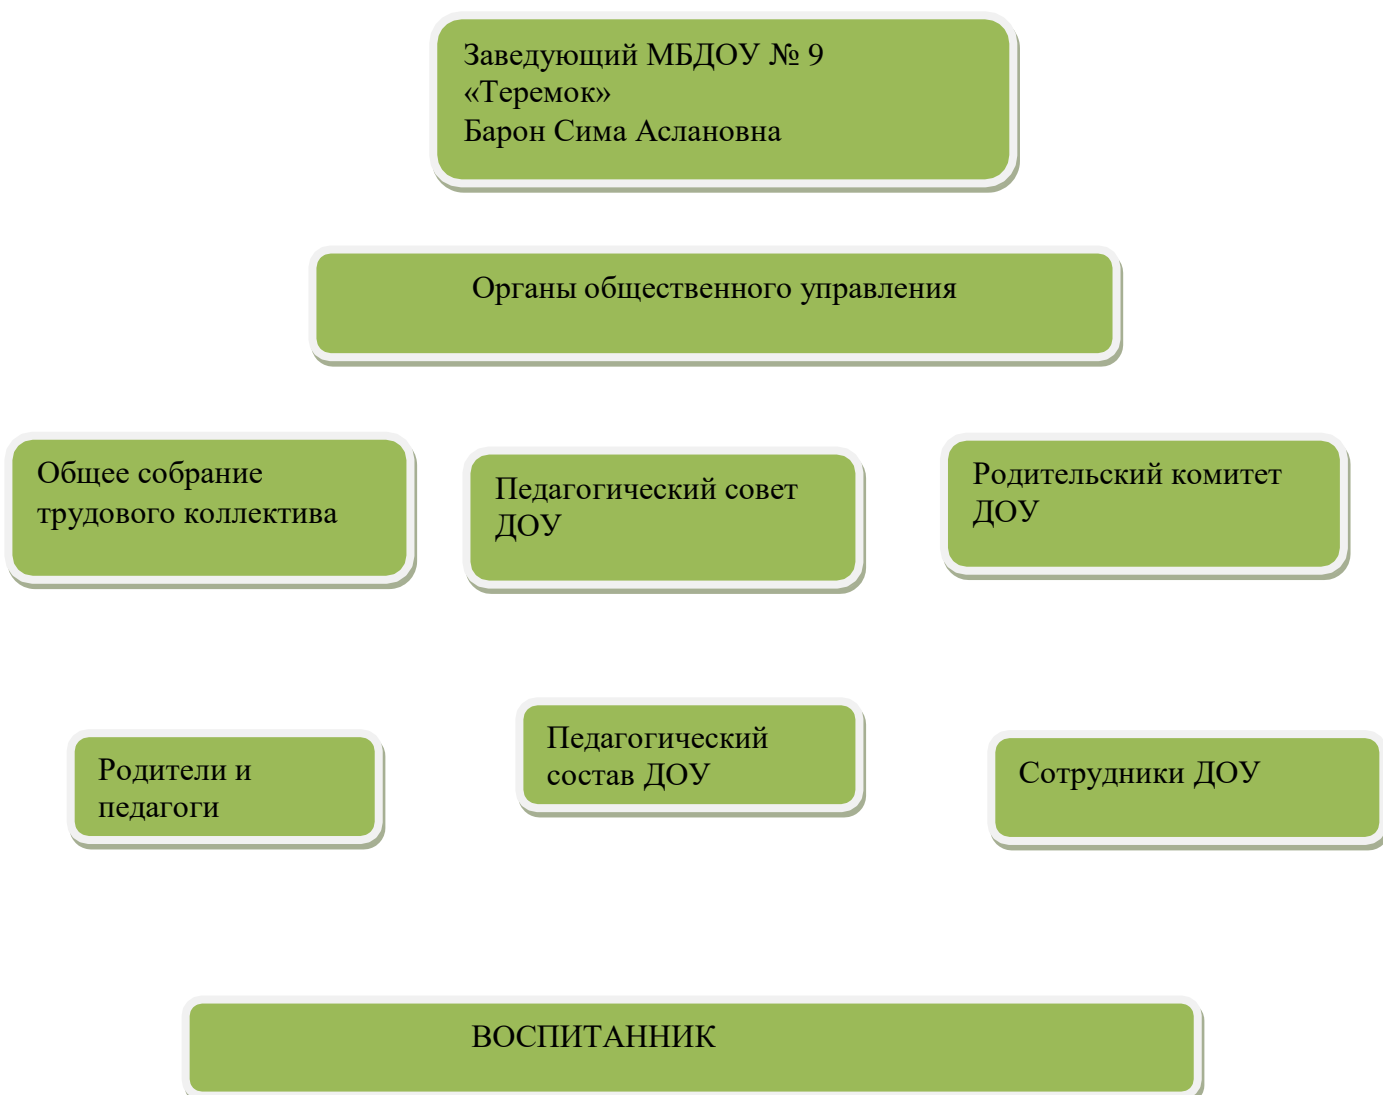 Заведующий МБДОУ № 9
«Теремок»
Барон Сима Аслановна
Органы общественного управления
Общее собрание
трудового коллектива
Педагогический совет
ДОУ
Родительский комитет
ДОУ
Родители и
педагоги
Педагогический
состав ДОУ
Сотрудники ДОУ
ВОСПИТАННИК